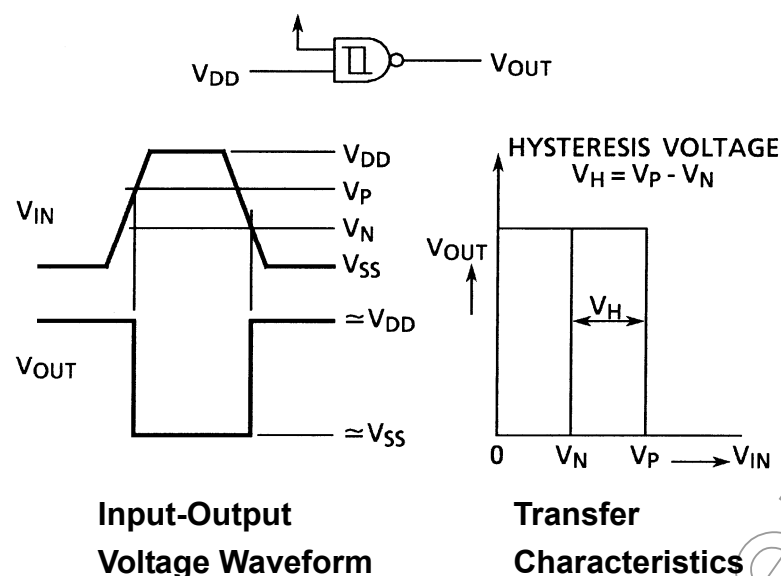 VDD
VOUT
VIN
VDD
VP
VN
VSS
VOUT
≃VDD
≃VSS
HYSTERESIS VOLTAGE
VH = VP - VN
VOUT
VH
0 VN VP VIN
Input-Output
Voltage Waveform
Transfer
Characteristics